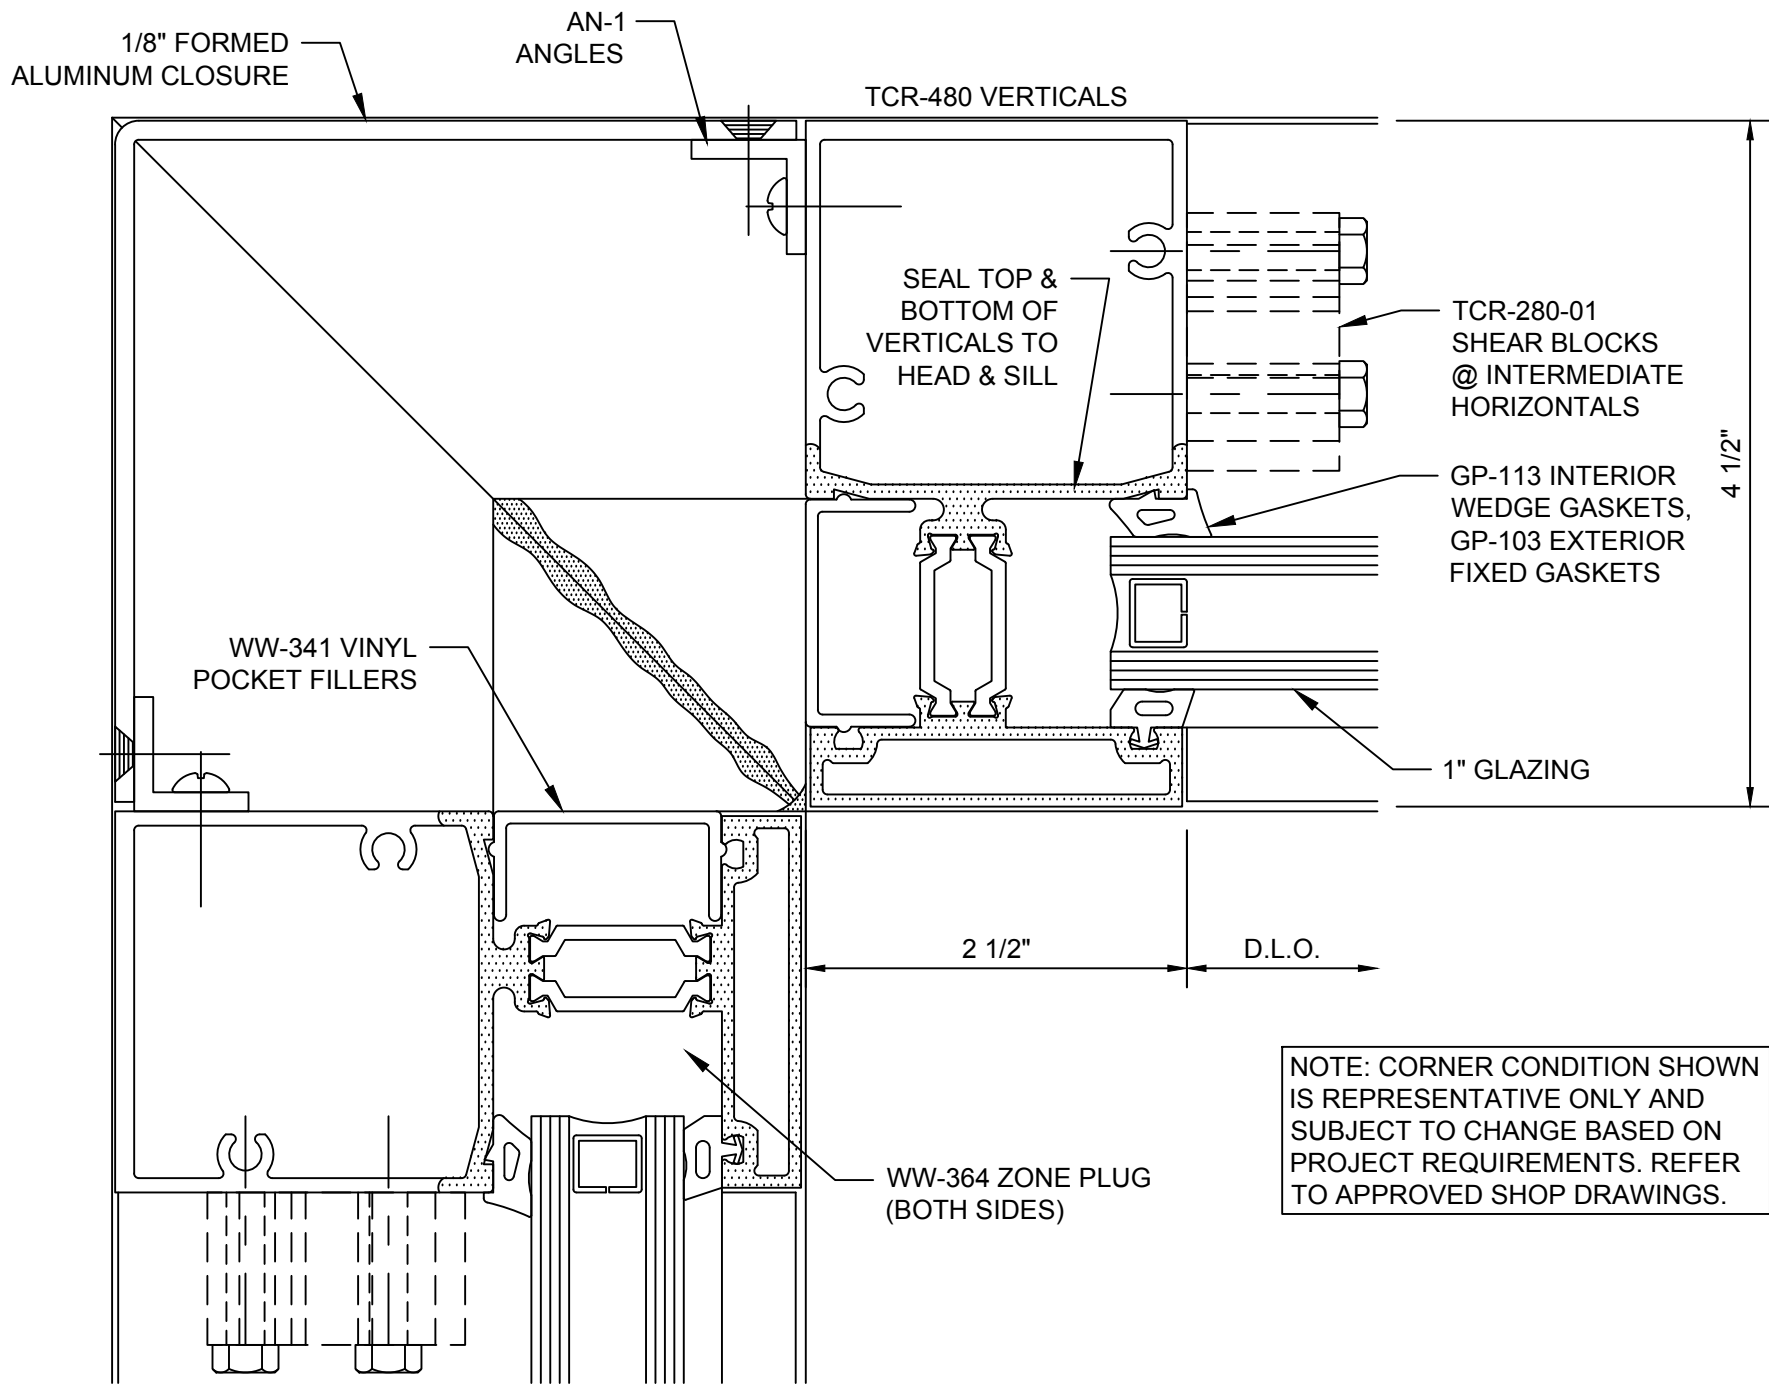 1/8" FORMED
ALUMINUM CLOSURE
AN-1
ANGLES
TCR-480 VERTICALS
SEAL TOP &
BOTTOM OF
VERTICALS TO
HEAD & SILL
TCR-280-01
SHEAR BLOCKS
@ INTERMEDIATE
HORIZONTALS
4 1/2"
GP-113 INTERIOR
WEDGE GASKETS,
GP-103 EXTERIOR
FIXED GASKETS
WW-341 VINYL
POCKET FILLERS
1" GLAZING
2 1/2"
D.L.O.
WW-364 ZONE PLUG
(BOTH SIDES)
NOTE: CORNER CONDITION SHOWN
IS REPRESENTATIVE ONLY AND
SUBJECT TO CHANGE BASED ON
PROJECT REQUIREMENTS. REFER
TO APPROVED SHOP DRAWINGS.